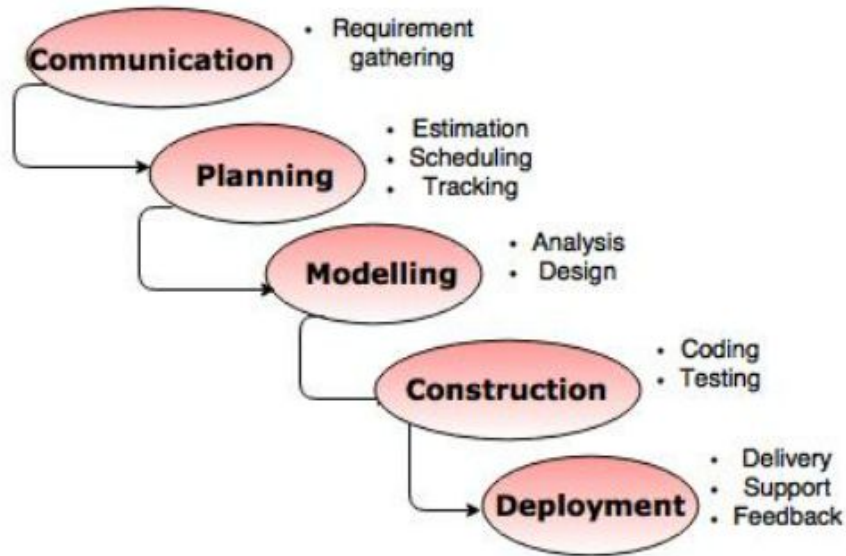 Communication
• Requirement
gathering
Planning
• Estimation
• Scheduling
• Tracking
Modelling
• Analysis
• Design
Construction
• Coding
• Testing
Deployment
• Delivery
• Support
• Feedback